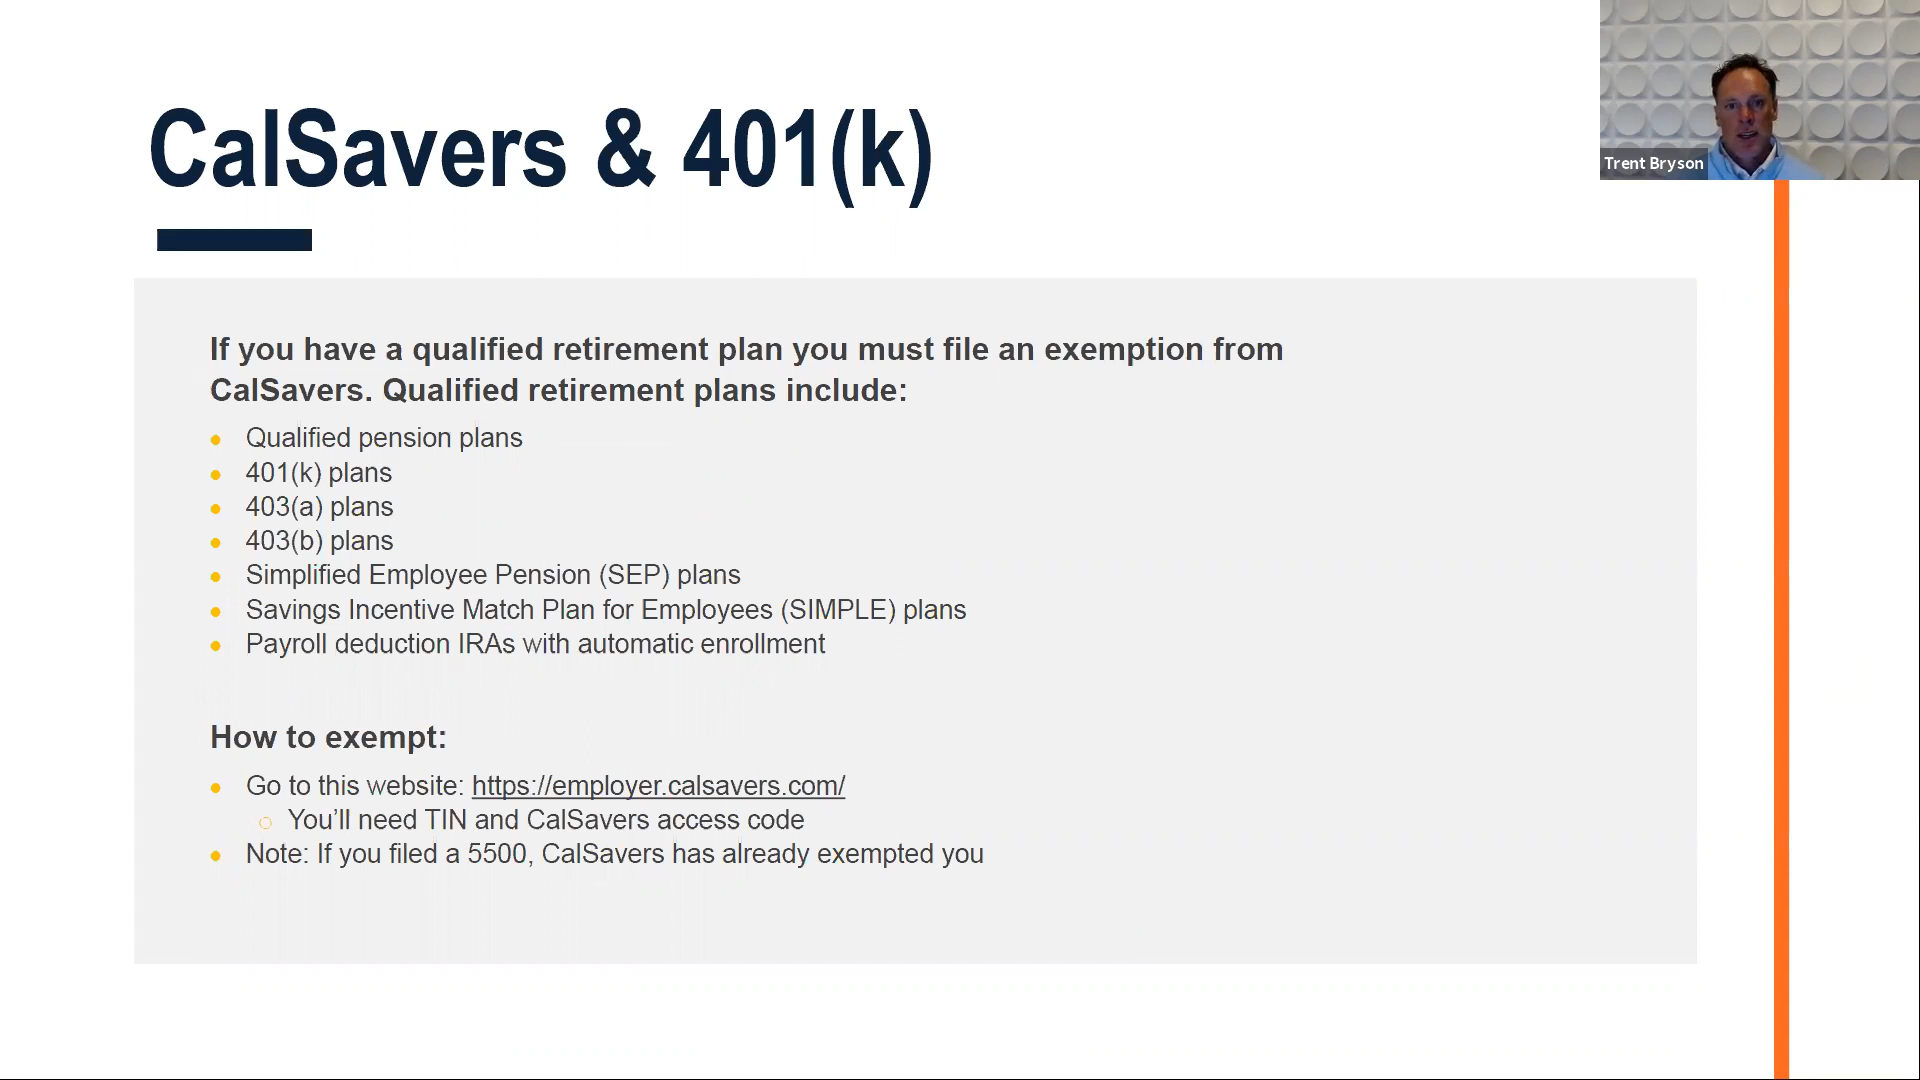 CalSavers & 401(k)
Trent Bryson
If you have a qualified retirement plan you must file an exemption from
CalSavers. Qualified retirement plans include:
Qualified pension plans
401(k) plans
403(a) plans
403(b) plans
Simplified Employee Pension (SEP) plans
Savings Incentive Match Plan for Employees (SIMPLE) plans
Payroll deduction IRAs with automatic enrollment
How to exempt:
Go to this website: https://employer.calsavers.com/
You’ll need TIN and CalSavers access code
Note: If you filed a 5500, CalSavers has already exempted you